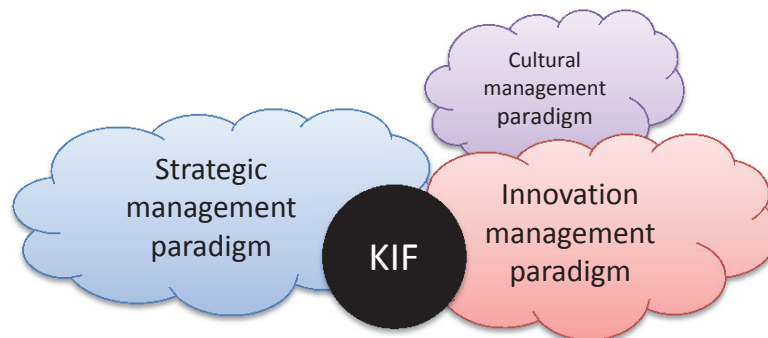 Cultural
management
paradigm
Strategic
management
paradigm
KIF
Innovation
management
paradigm